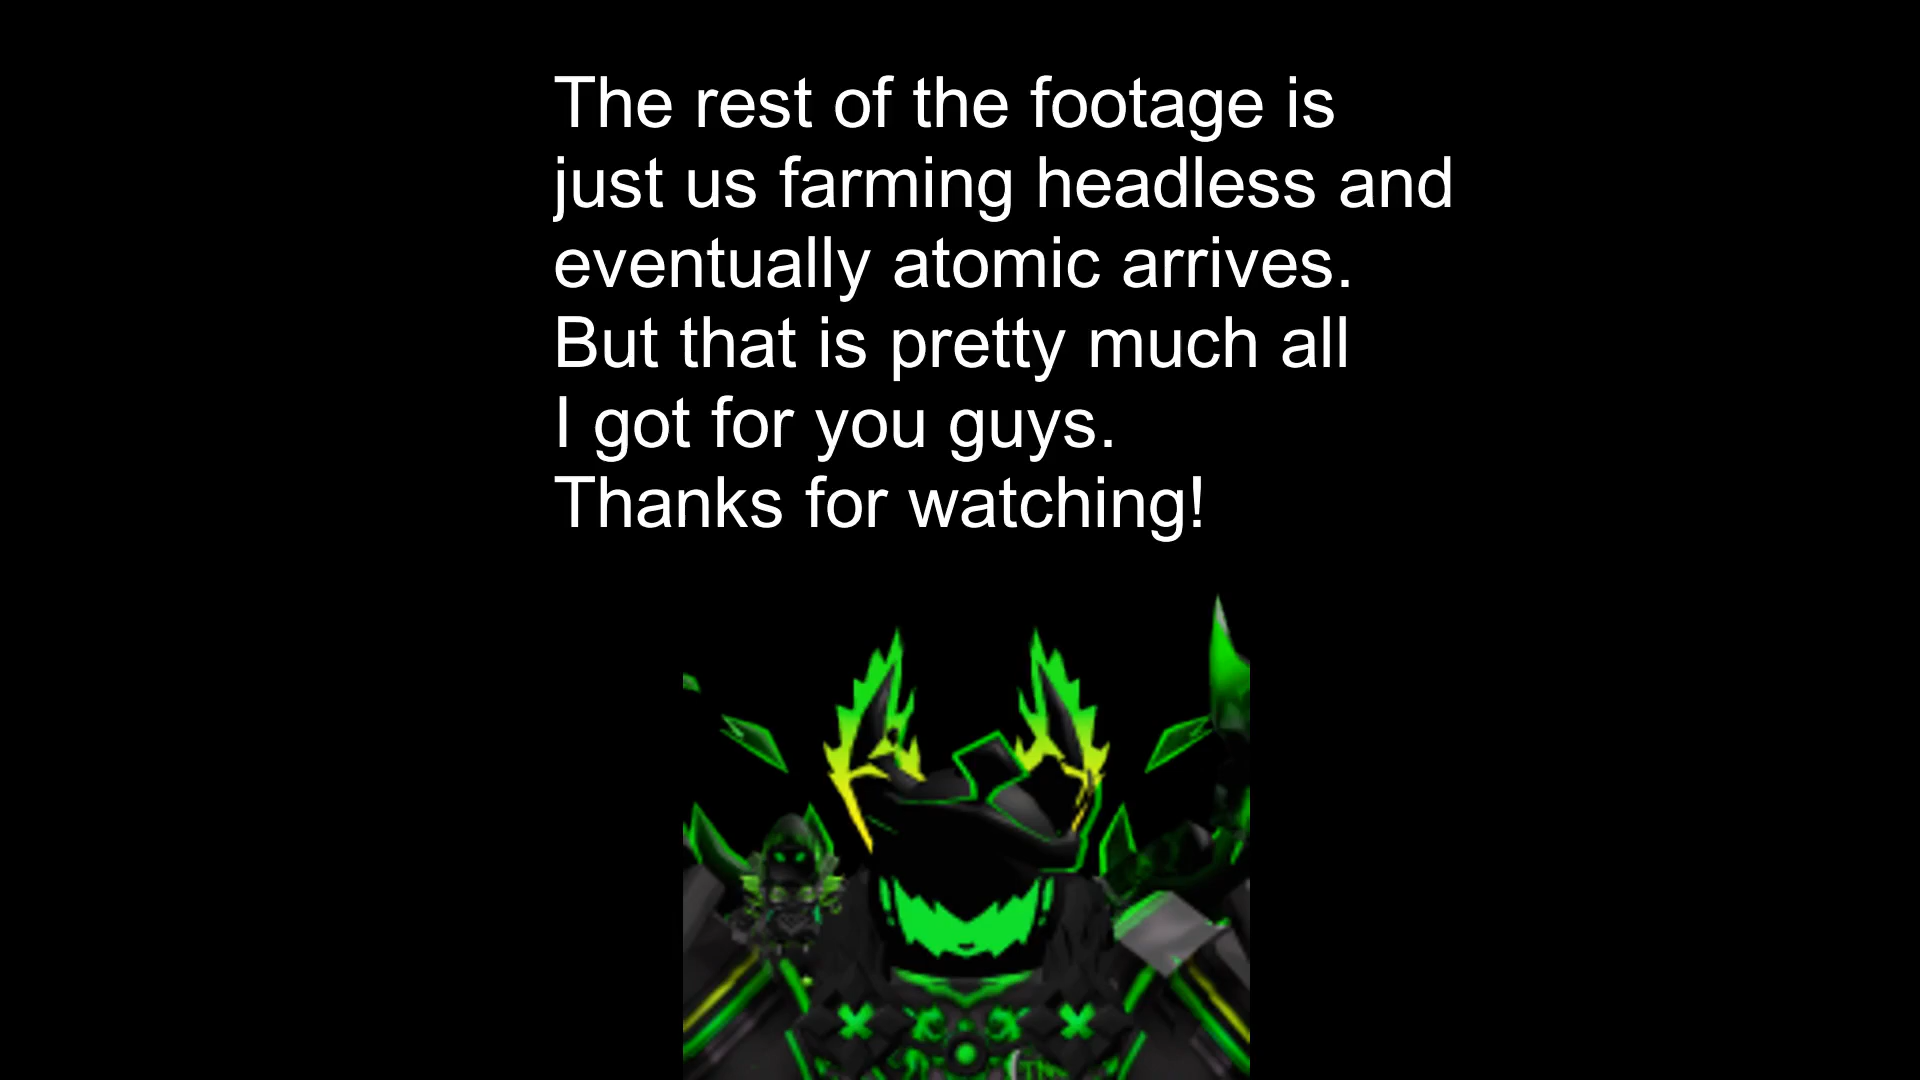 The rest of the footage is
just us farming headless and
eventually atomic arrives.
But that is pretty much all
I got for you guys.
Thanks for watching!